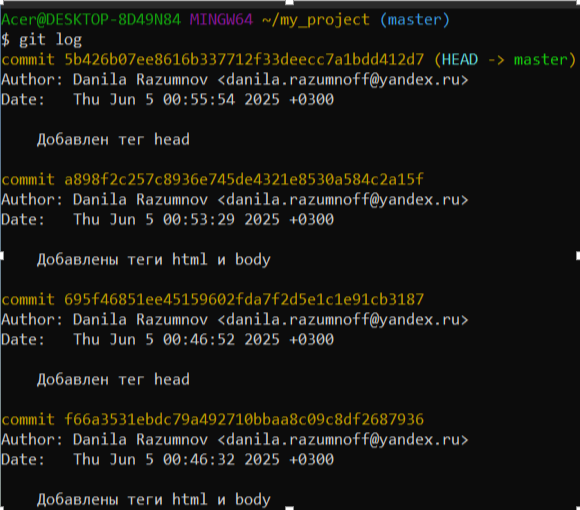 Acer@DESKTOP-8D49N84 MINGW64 ~/my_project (master)
$ git log
commit 5b426b07ee8616b337712f33deecc7a1bdd412d7 (HEAD -> master)
Author: Danila Razumnov <danila.razumnoff@yandex.ru>
Date:   Thu Jun 5 00:55:54 2025 +0300
Добавлен тег head
commit a898f2c257c8936e745de4321e8530a584c2a15f
Author: Danila Razumnov <danila.razumnoff@yandex.ru>
Date:   Thu Jun 5 00:53:29 2025 +0300
Добавлены теги html и body
commit 695f46851ee45159602fda7f2d5e1c1e91cb3187
Author: Danila Razumnov <danila.razumnoff@yandex.ru>
Date:   Thu Jun 5 00:46:52 2025 +0300
Добавлен тег head
commit f66a3531ebdc79a492710bbaa8c09c8df2687936
Author: Danila Razumnov <danila.razumnoff@yandex.ru>
Date:   Thu Jun 5 00:46:32 2025 +0300
Добавлены теги html и body